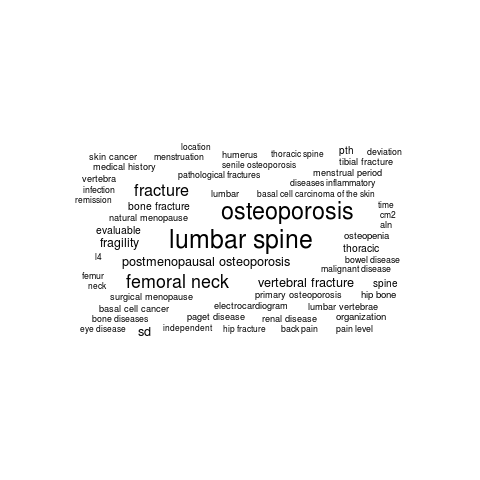 location
skin cancer
menstruation
humerus
thoracic spine
pth
deviation
medical history
senile osteoporosis
tibial fracture
vertebra
pathological fractures
menstrual period
infection
fracture
diseases inflammatory
remission
lumbar
basal cell carcinoma of the skin
bone fracture
osteoporosis
time
natural menopause
cm2
evaluable
aln
fragility
lumbar spine
osteopenia
thoracic
l4
postmenopausal osteoporosis
bowel disease
malignant disease
femur
neck
femoral neck
vertebral fracture
spine
surgical menopause
primary osteoporosis
hip bone
basal cell cancer
electrocardiogram
lumbar vertebrae
bone diseases
paget disease
renal disease
organization
eye disease
sd
independent
hip fracture
back pain
pain level